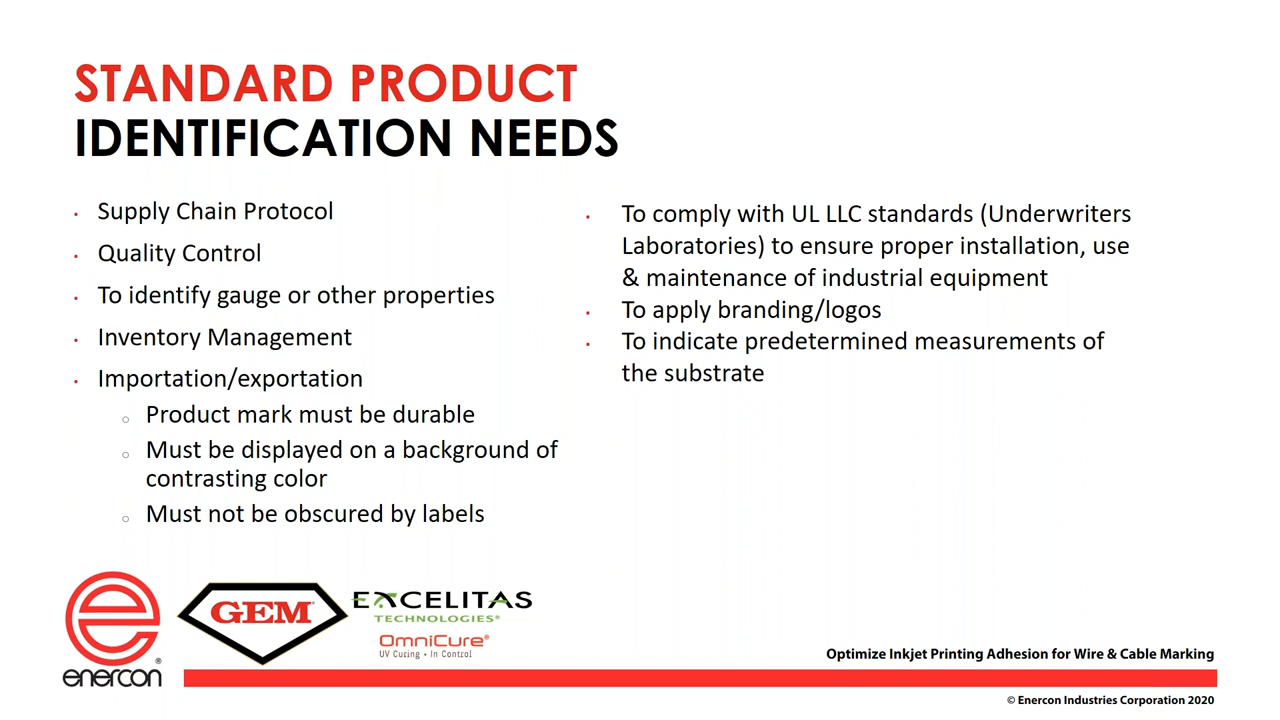 STANDARD PRODUCT
IDENTIFICATION NEEDS
• Supply Chain Protocol
• Quality Control
• To identify gauge or other properties
• Inventory Management
• Importation/exportation
○ Product mark must be durable
○ Must be displayed on a background of
contrasting color
○ Must not be obscured by labels
• To comply with UL LLC standards (Underwriters
Laboratories) to ensure proper installation, use
& maintenance of industrial equipment
• To apply branding/logos
• To indicate predetermined measurements of
the substrate
enercon®
GEM®
EXCELITAS
TECHNOLOGIES®
OmniCure®
UV Curing • In Control
Optimize Inkjet Printing Adhesion for Wire & Cable Marking
© Enercon Industries Corporation 2020